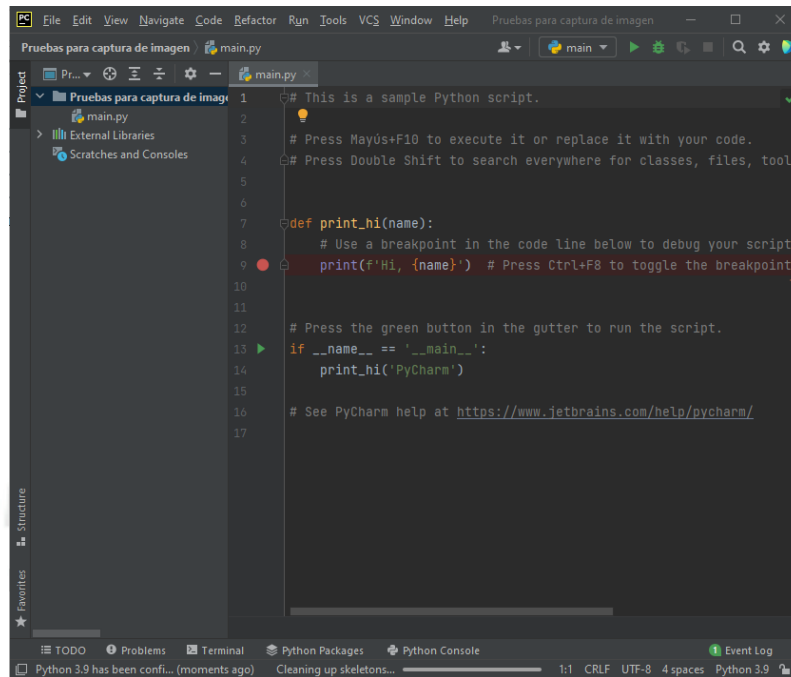 PC File Edit View Navigate Code Refactor Run Tools VCS Window Help Pruebas para captura de imagen
Pruebas para captura de imagen main.py main
Project
Pr... main.py
Pruebas para captura de image
main.py
External Libraries
Scratches and Consoles
1 # This is a sample Python script.
2
3 # Press Mayús+F10 to execute it or replace it with your code.
4 # Press Double Shift to search everywhere for classes, files, tool
5
6
7 def print_hi(name):
8 # Use a breakpoint in the code line below to debug your script
9 print(f'Hi, {name}') # Press Ctrl+F8 to toggle the breakpoint
10
11
12 # Press the green button in the gutter to run the script.
13 if __name__ == '__main__':
14 print_hi('PyCharm')
15
16 # See PyCharm help at https://www.jetbrains.com/help/pycharm/
17
Structure
Favorites
TODO Problems Terminal Python Packages Python Console 1 Event Log
Python 3.9 has been confi... (moments ago) Cleaning up skeletons... 1:1 CRLF UTF-8 4 spaces Python 3.9